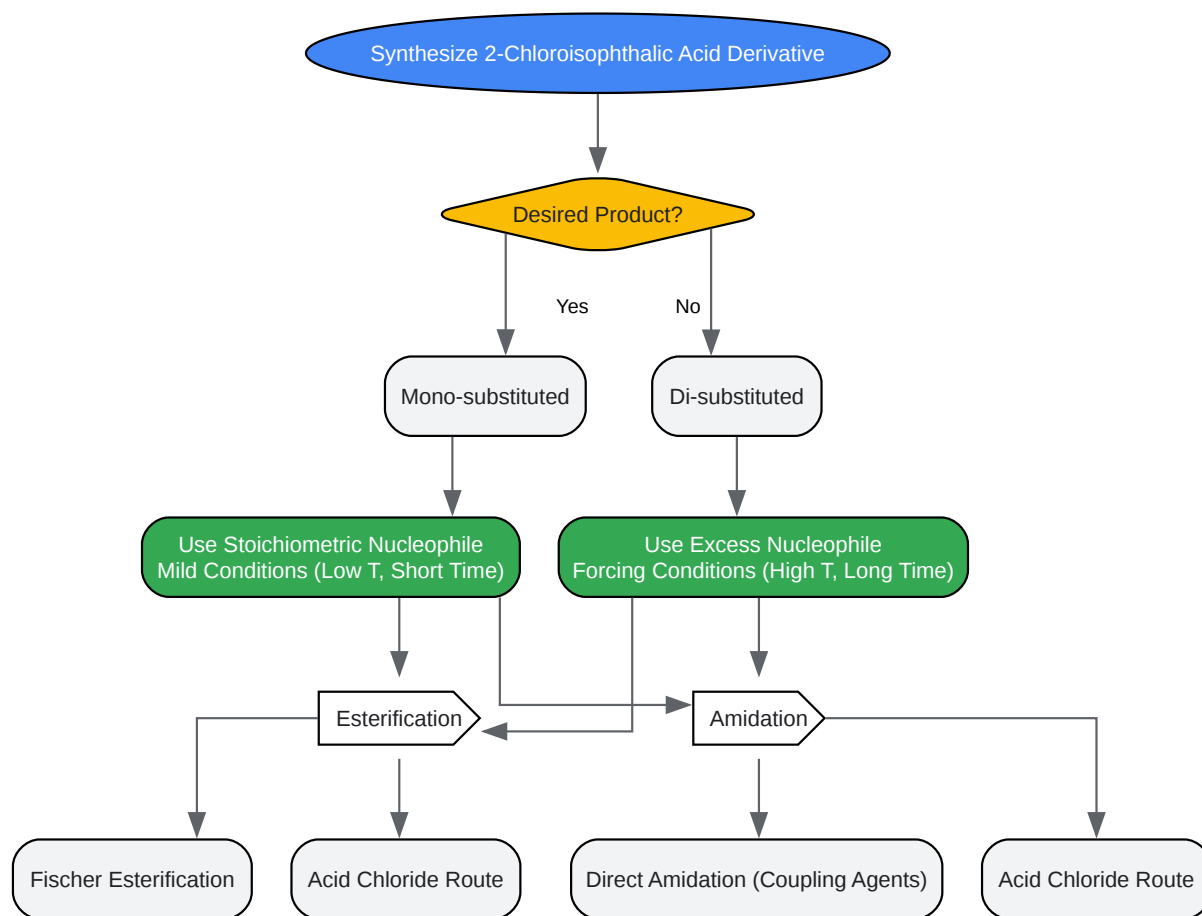 Synthesize 2-Chloroisophthalic Acid Derivative
Desired Product?
Yes
No
Mono-substituted
Di-substituted
Use Stoichiometric Nucleophile
Mild Conditions (Low T, Short Time)
Use Excess Nucleophile
Forcing Conditions (High T, Long Time)
Esterification
Amidation
Fischer Esterification
Acid Chloride Route
Direct Amidation (Coupling Agents)
Acid Chloride Route